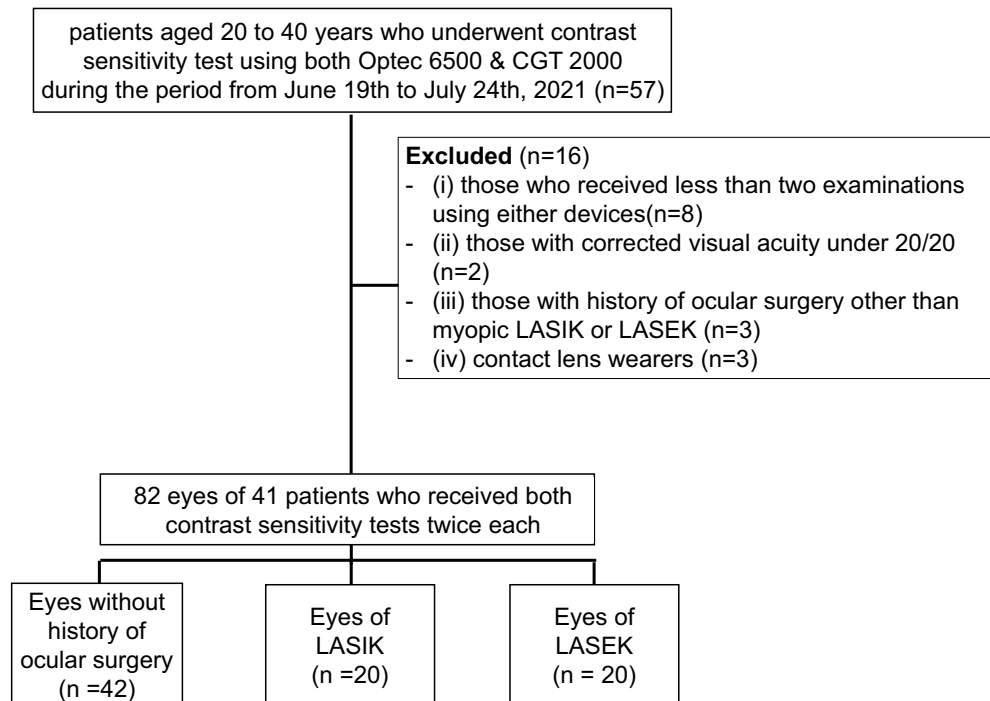 patients aged 20 to 40 years who underwent contrast
sensitivity test using both Optec 6500 & CGT 2000
during the period from June 19th to July 24th, 2021 (n=57)
Excluded (n=16)
- (i) those who received less than two examinations
using either devices(n=8)
- (ii) those with corrected visual acuity under 20/20
(n=2)
- (iii) those with history of ocular surgery other than
myopic LASIK or LASEK (n=3)
- (iv) contact lens wearers (n=3)
82 eyes of 41 patients who received both
contrast sensitivity tests twice each
Eyes without
history of
ocular surgery
(n =42)
Eyes of
LASIK
(n =20)
Eyes of
LASEK
(n = 20)